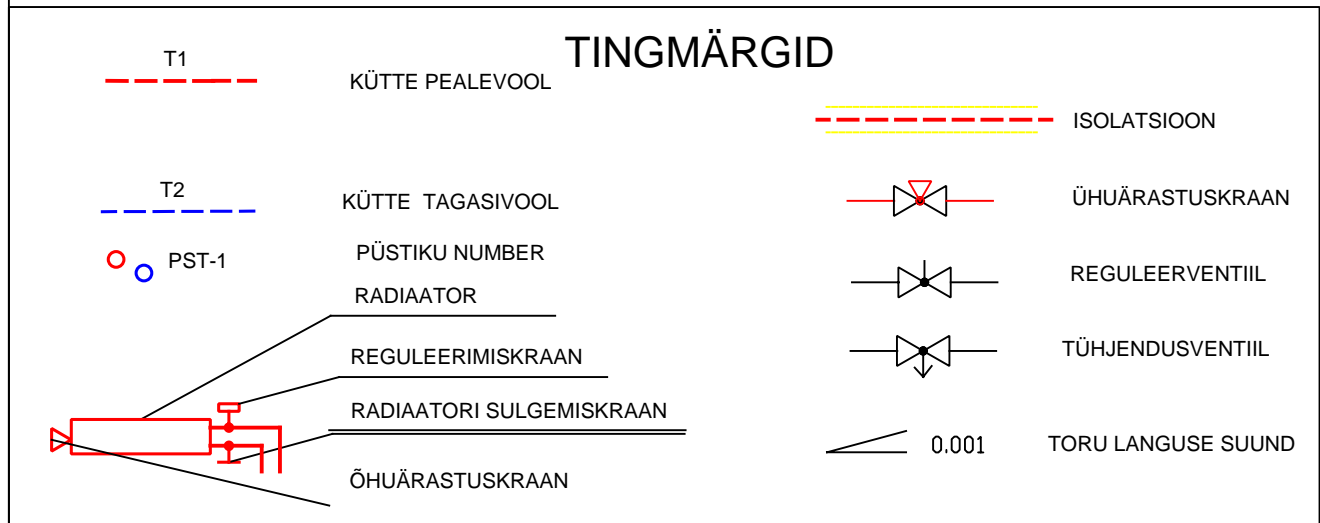 TINGMÄRGID
T1
KÜTTE PEALEVOOL
T2
KÜTTE TAGASIVOOL
PST-1
PÜSTIKU NUMBER
RADIAATOR
REGULEERIMISKRAAN
RADIAATORI SULGEMISKRAAN
ÕHUÄRASTUSKRAAN
ISOLATSIOON
ÜHUÄRASTUSKRAAN
REGULEERVENTIIL
TÜHJENDUSVENTIIL
0.001
TORU LANGUSE SUUND